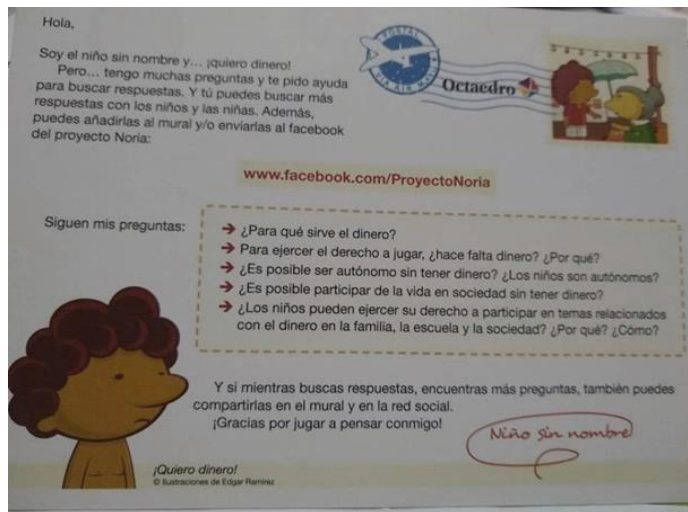 Hola,
Soy el niño sin nombre y... ¡quiero dinero!
Pero... tengo muchas preguntas y te pido ayuda
para buscar respuestas. Y tú puedes buscar más
respuestas con los niños y las niñas. Además,
puedes añadirlas al mural y/o enviarlas al facebook
del proyecto Noria:
POSTAL
VIA AIR MAIL
Octaedro
www.facebook.com/ProyectoNoria
Siguen mis preguntas:
➔ ¿Para qué sirve el dinero?
➔ Para ejercer el derecho a jugar, ¿hace falta dinero? ¿Por qué?
➔ ¿Es posible ser autónomo sin tener dinero? ¿Los niños son autónomos?
➔ ¿Es posible participar de la vida en sociedad sin tener dinero?
➔ ¿Los niños pueden ejercer su derecho a participar en temas relacionados
con el dinero en la familia, la escuela y la sociedad? ¿Por qué? ¿Cómo?
Y si mientras buscas respuestas, encuentras más preguntas, también puedes
compartirlas en el mural y en la red social.
¡Gracias por jugar a pensar conmigo!
Niño sin nombre
¡Quiero dinero!
© Ilustraciones de Edgar Ramírez